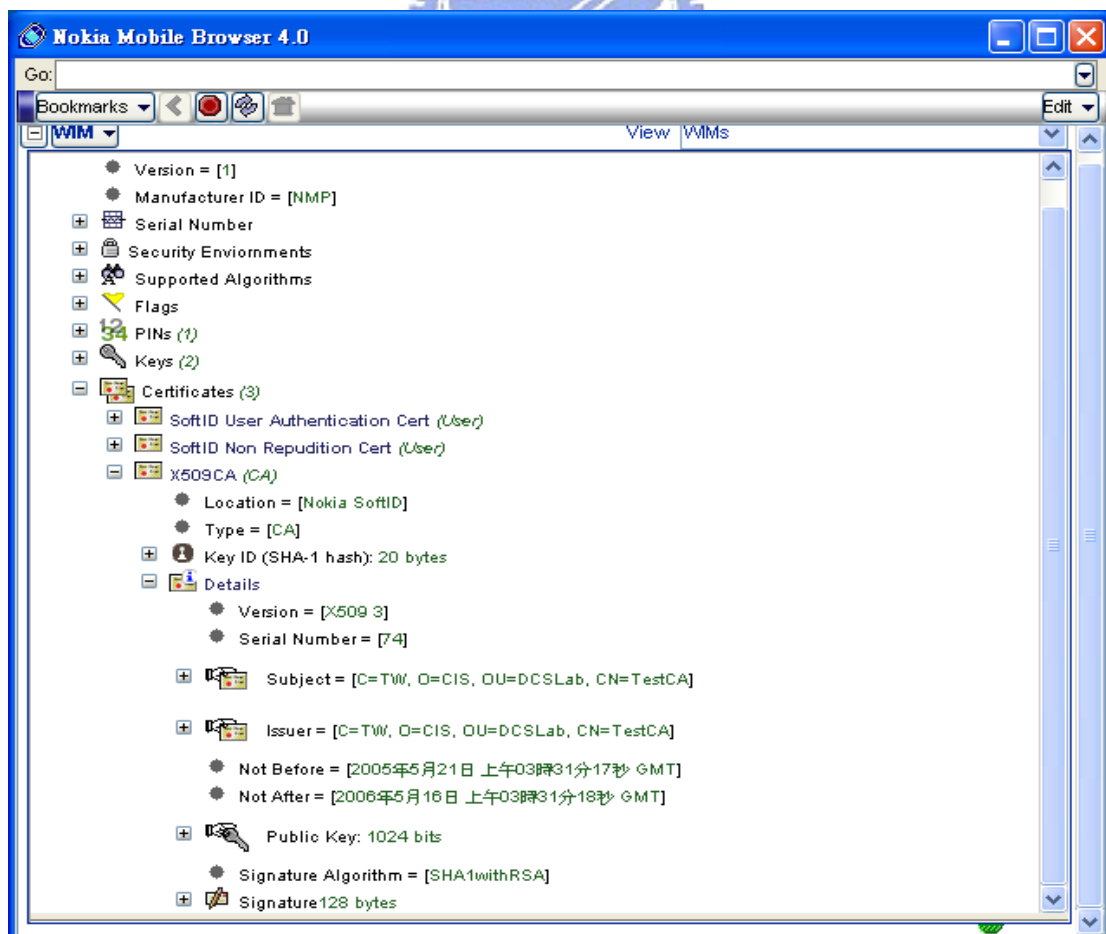 Nokia Mobile Browser 4.0
Go:
Bookmarks Edit
WIM View WIMs
Version = [1]
Manufacturer ID = [NMP]
Serial Number
Security Enviornments
Supported Algorithms
Flags
PINs (1)
Keys (2)
Certificates (3)
SoftID User Authentication Cert (User)
SoftID Non Repudition Cert (User)
X509CA (CA)
Location = [Nokia SoftID]
Type = [CA]
Key ID (SHA-1 hash): 20 bytes
Details
Version = [X509 3]
Serial Number = [74]
Subject = [C=TW, O=CIS, OU=DCSLab, CN=TestCA]
Issuer = [C=TW, O=CIS, OU=DCSLab, CN=TestCA]
Not Before = [2005年5月21日 上午03時31分17秒 GMT]
Not After = [2006年5月16日 上午03時31分18秒 GMT]
Public Key: 1024 bits
Signature Algorithm = [SHA1withRSA]
Signature128 bytes